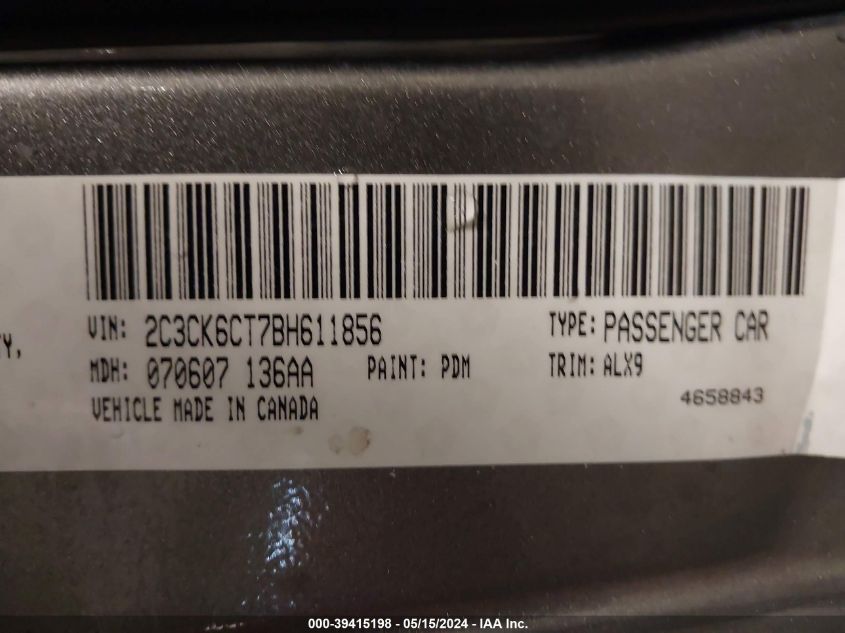 TY,
VIN: 2C3CK6CT7BH611856 TYPE: PASSENGER CAR
MDH: 070607 136AA PAINT: PDM TRIM: ALX9
4658843
VEHICLE MADE IN CANADA
000-39415198 - 05/15/2024 - IAA Inc.